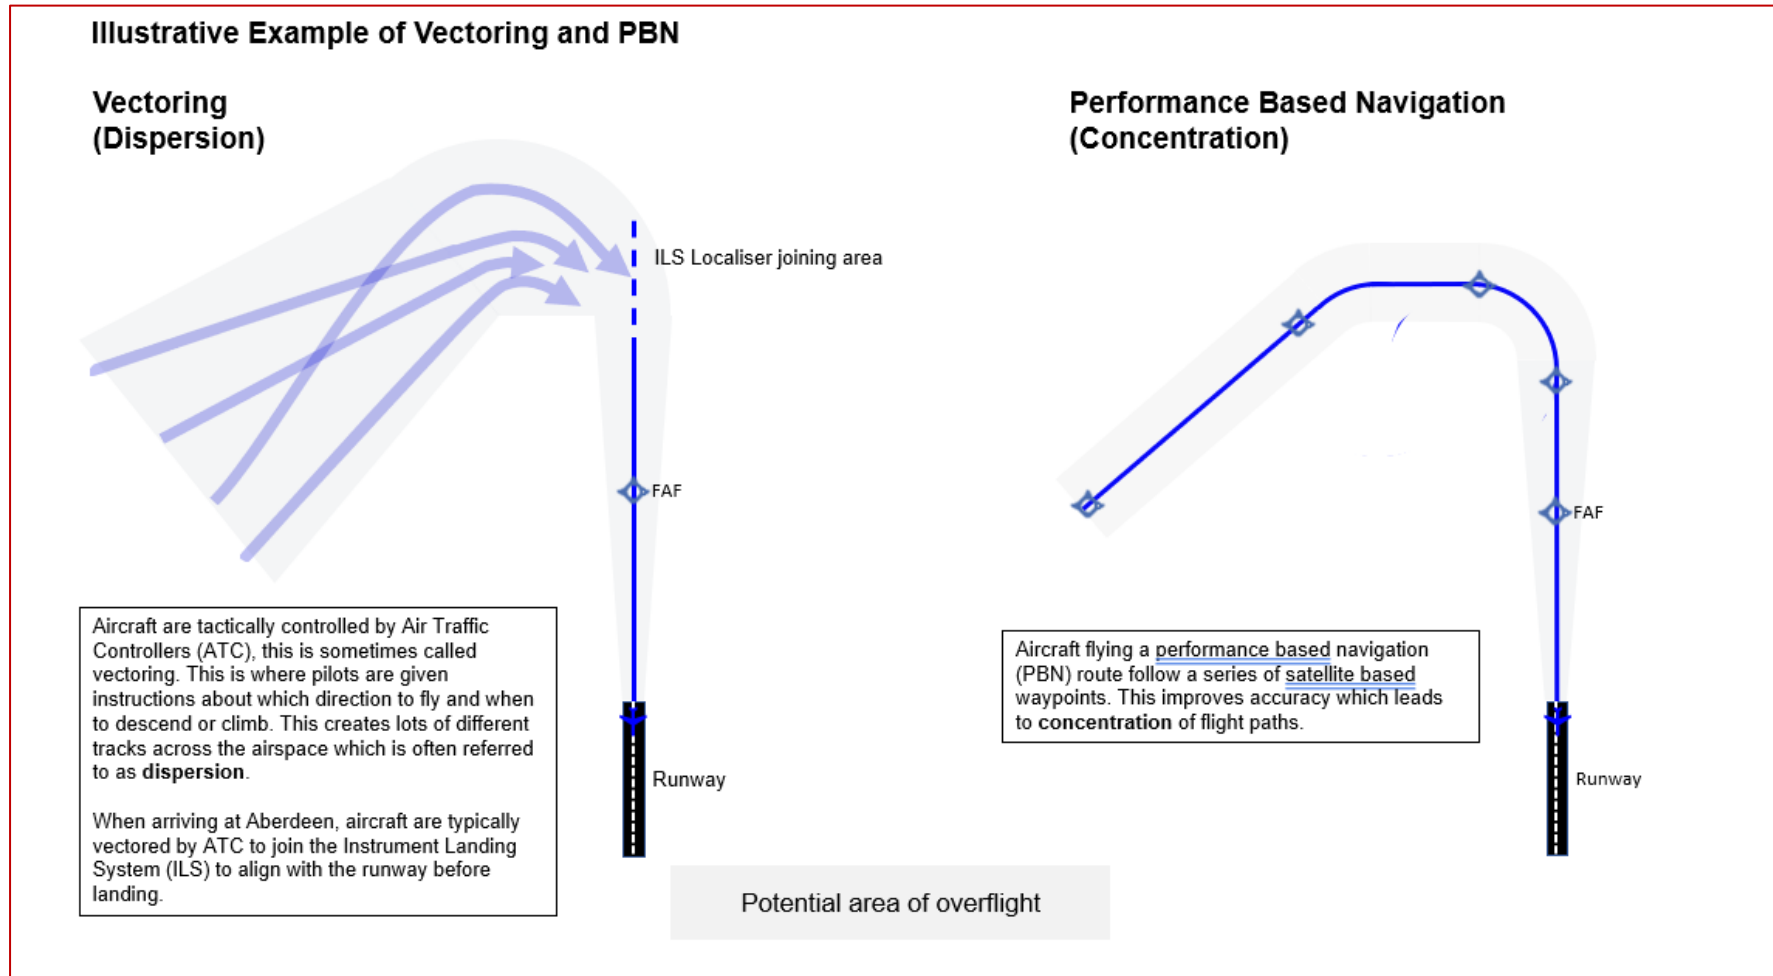 Illustrative Example of Vectoring and PBN
Vectoring
(Dispersion)
ILS Localiser joining area
FAF
Aircraft are tactically controlled by Air Traffic
Controllers (ATC), this is sometimes called
vectoring. This is where pilots are given
instructions about which direction to fly and when
to descend or climb. This creates lots of different
tracks across the airspace which is often referred
to as dispersion.
When arriving at Aberdeen, aircraft are typically
vectored by ATC to join the Instrument Landing
System (ILS) to align with the runway before
landing.
Runway
Performance Based Navigation
(Concentration)
FAF
Aircraft flying a performance based navigation
(PBN) route follow a series of satellite based
waypoints. This improves accuracy which leads
to concentration of flight paths.
Runway
Potential area of overflight